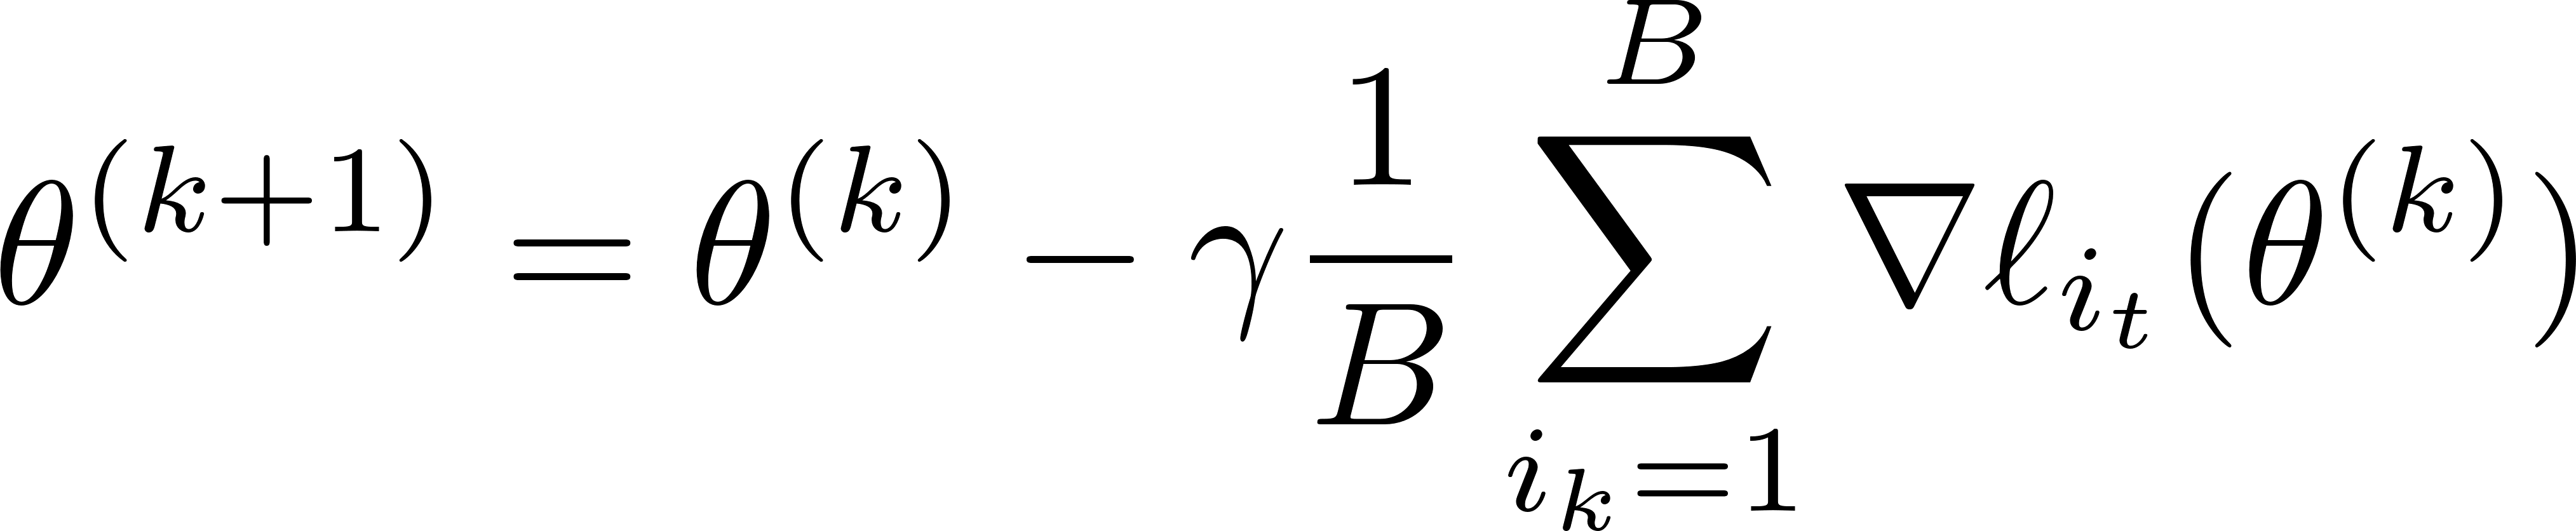 θ^{(k+1)} = θ^{(k)} − γ \frac{1}{B} \sum_{i_k=1}^{B} ∇ℓ_{i_t}(θ^{(k)})